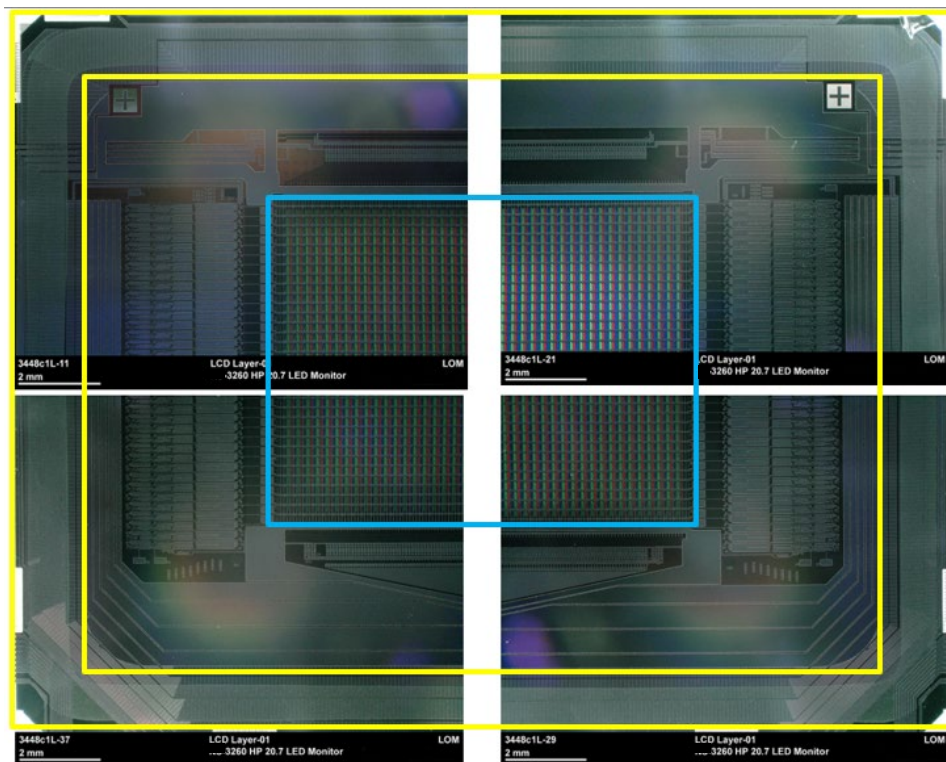 3448c1L-11 LCD Layer-0 LOM
2 mm -3260 HP 20.7 LED Monitor
3448c1L-21 LCD Layer-01 LOM
2 mm -3260 HP 20.7 LED Monitor
3448c1L-37 LCD Layer-01 LOM
2 mm -3260 HP 20.7 LED Monitor
3448c1L-29 LCD Layer-01 LOM
2 mm -3260 HP 20.7 LED Monitor